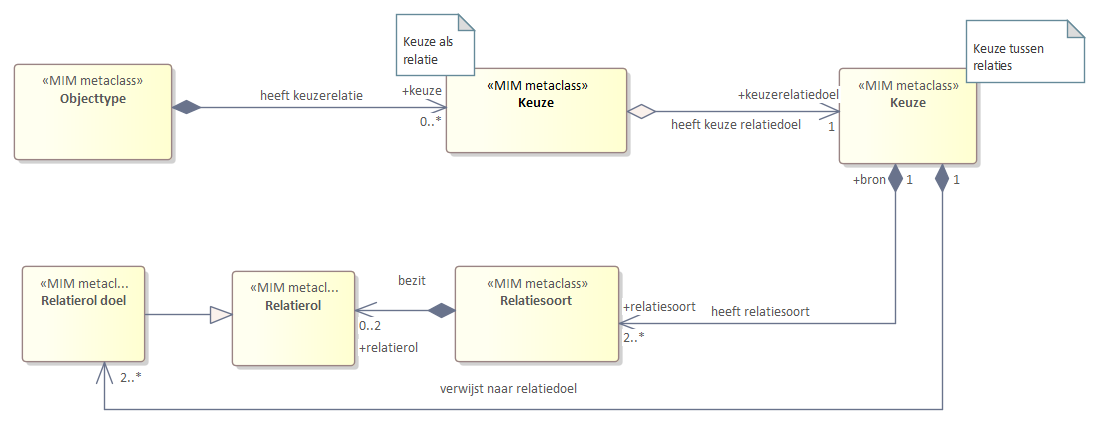 Keuze als
relatie
Keuze tussen
relaties
«MIM metaclass»
Objecttype
heeft keuzerelatie
+keuze
0..*
«MIM metaclass»
Keuze
+keuzerelatiedoel
heeft keuze relatiedoel
1
«MIM metaclass»
Keuze
+bron
1
1
«MIM metacl...
Relatierol doel
«MIM metacl...
Relatierol
bezit
0..2
+relatierol
«MIM metaclass»
Relatiesoort
+relatiesoort
heeft relatiesoort
2..*
2..*
verwijst naar relatiedoel